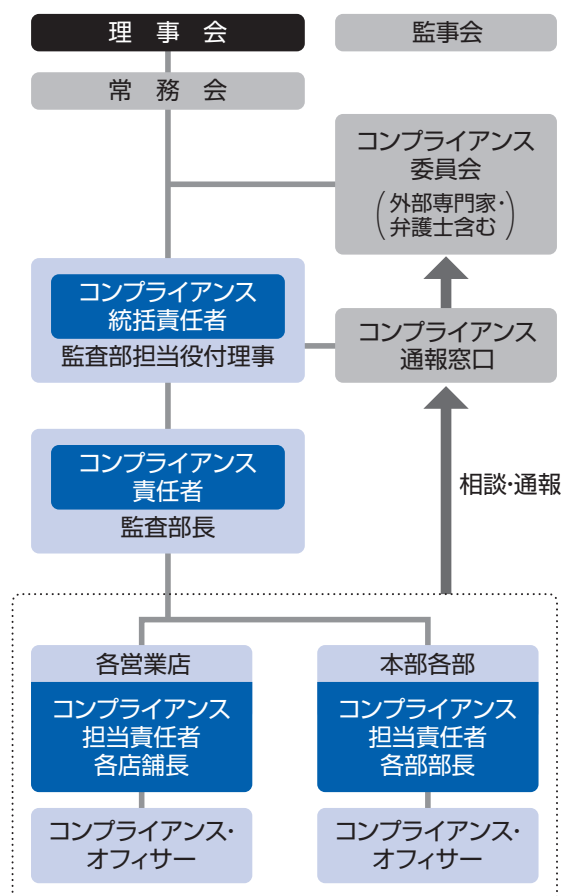 理事会
監事会
常務会
コンプライアンス
委員会
(外部専門家・
弁護士含む)
コンプライアンス
統括責任者
監査部担当役付理事
コンプライアンス
通報窓口
コンプライアンス
責任者
監査部長
相談・通報
各営業店
コンプライアンス
担当責任者
各店舗長
コンプライアンス・
オフィサー
本部各部
コンプライアンス
担当責任者
各部部長
コンプライアンス・
オフィサー